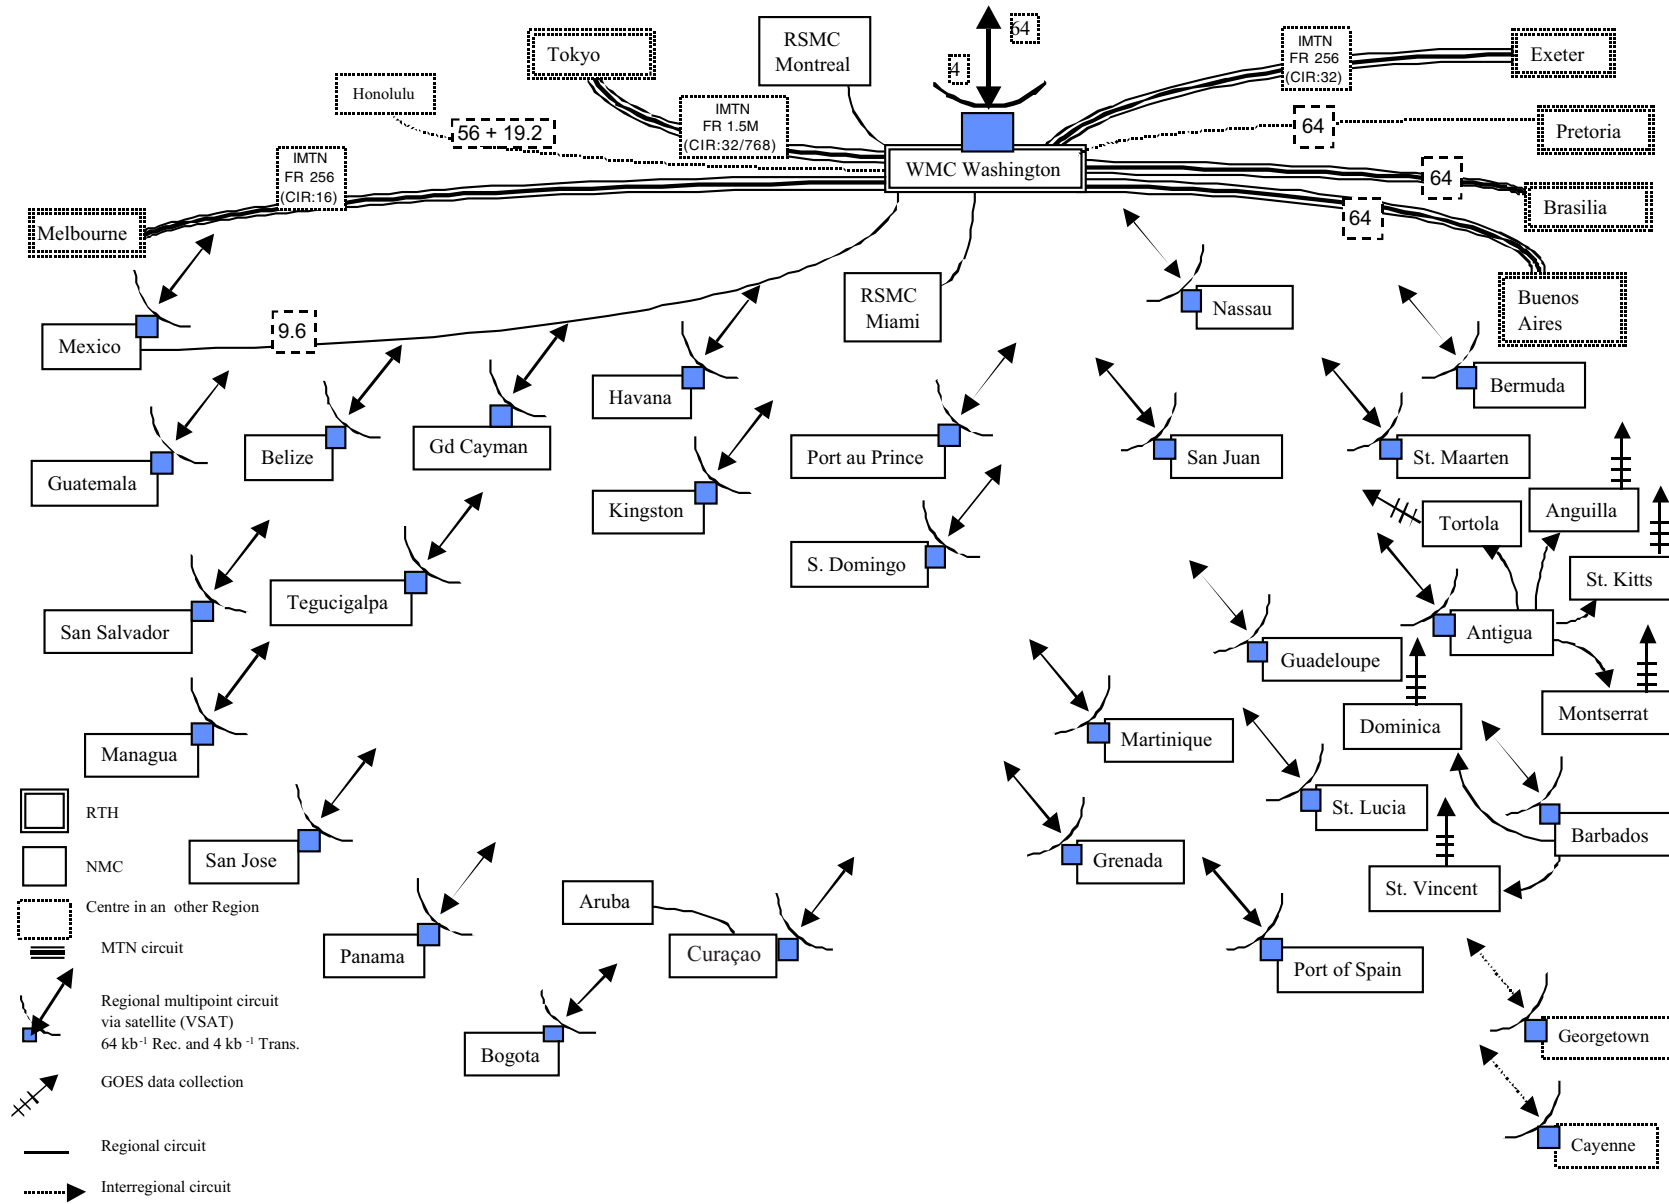 64
4
RSMC
Montreal
Tokyo
Honolulu
56 + 19.2
IMTN
FR 1.5M
(CIR:32/768)
IMTN
FR 256
(CIR:32)
Exeter
64
Pretoria
IMTN
FR 256
(CIR:16)
WMC Washington
64
Brasilia
64
Melbourne
Buenos
Aires
RSMC
Miami
Nassau
Mexico
9.6
Havana
Bermuda
Guatemala
Belize
Gd Cayman
Kingston
Port au Prince
San Juan
St. Maarten
Anguilla
Tortola
S. Domingo
St. Kitts
San Salvador
Tegucigalpa
Antigua
Guadeloupe
Montserrat
Managua
Martinique
Dominica
St. Lucia
Barbados
San Jose
Grenada
St. Vincent
Aruba
Panama
Curaçao
Port of Spain
Bogota
Georgetown
Cayenne
RTH
NMC
Centre in an other Region
MTN circuit
Regional multipoint circuit
via satellite (VSAT)
64 kb-1 Rec. and 4 kb -1 Trans.
GOES data collection
Regional circuit
Interregional circuit